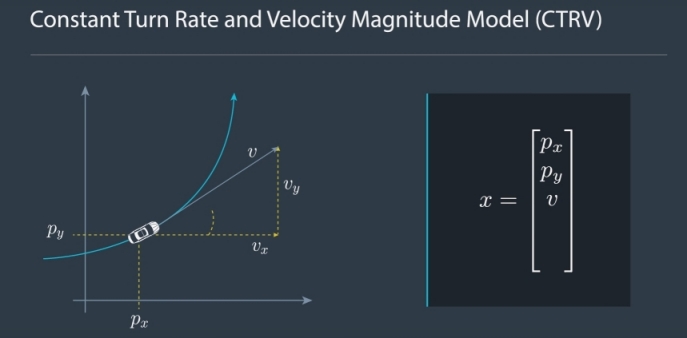 Constant Turn Rate and Velocity Magnitude Model (CTRV)
v
v_y
p_y
v_x
p_x
x = [p_x
p_y
v]